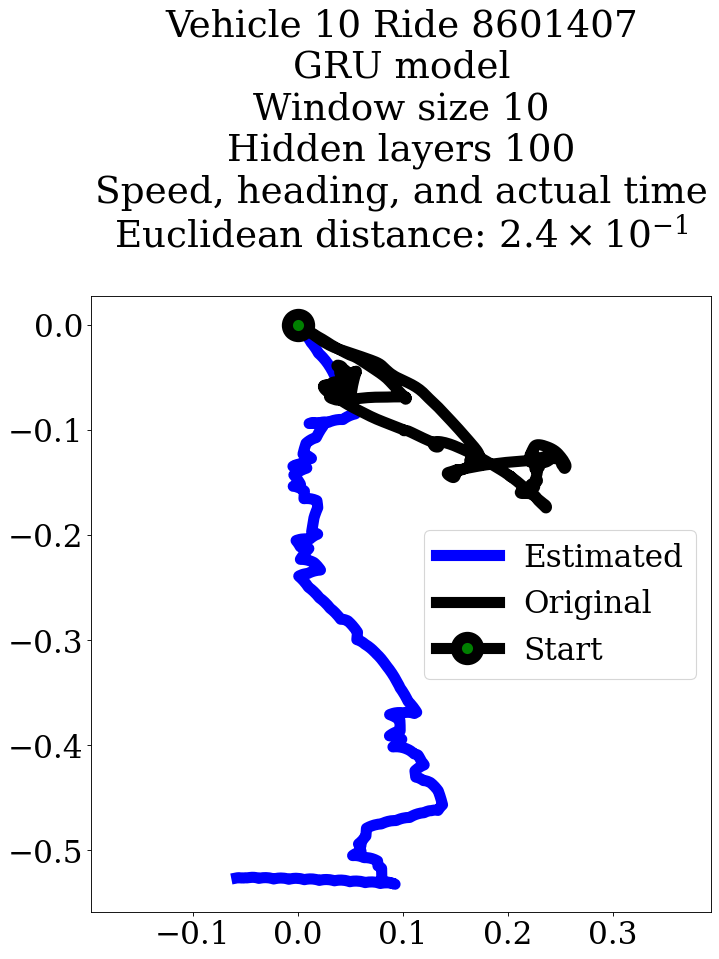 Vehicle 10 Ride 8601407
GRU model
Window size 10
Hidden layers 100
Speed, heading, and actual time
Euclidean distance: 2.4 × 10⁻¹
0.0
−0.1
−0.2
−0.3
−0.4
−0.5
Estimated
Original
Start
−0.1 0.0 0.1 0.2 0.3